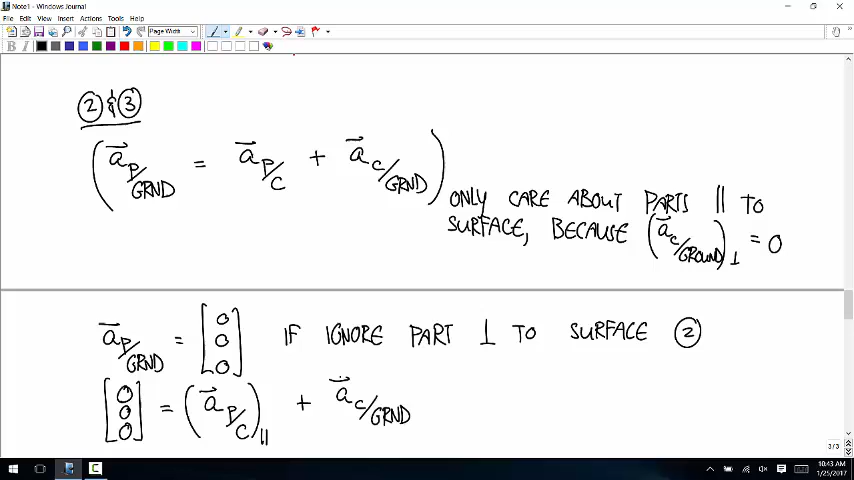 Note1 - Windows Journal
File Edit View Insert Actions Tools Help
Page Width
B I
② & ③
(a⃗ P/GRND = a⃗ P/C + a⃗ C/GRND)
ONLY CARE ABOUT PARTS || TO
SURFACE, BECAUSE (a⃗ C/GROUND)⊥ = 0
a⃗ P/GRND = [0 0 0] IF IGNORE PART ⊥ TO SURFACE ②
[0 0 0] = (a⃗ P/C)|| + a⃗ C/GRND
3/3
10:43 AM
1/25/2017